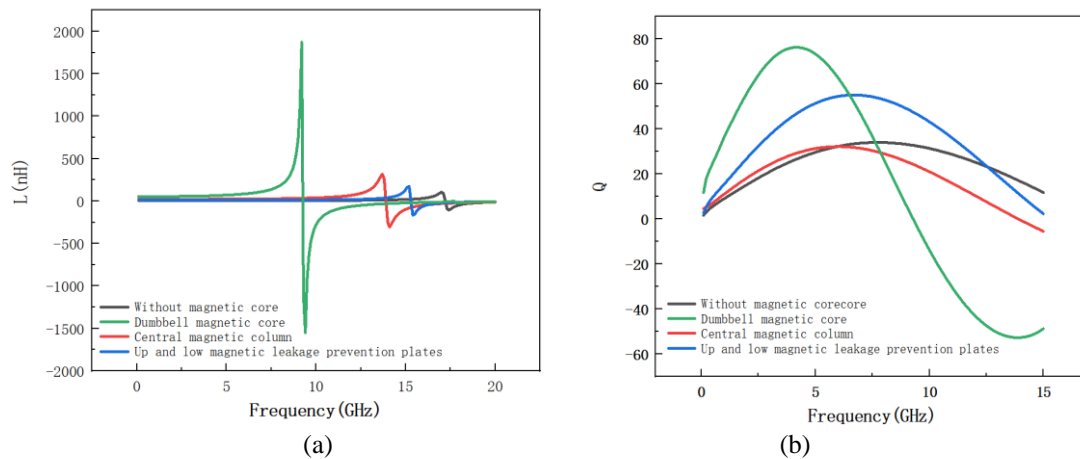 2000
1500
1000
500
0
-500
-1000
-1500
-2000
L(nH)
Without magnetic core
Dumbbell magnetic core
Central magnetic column
Up and low magnetic leakage prevention plates
0 5 10 15 20
Frequency(GHz)
(a)
80
60
40
20
0
-20
-40
-60
Q
Without magnetic corecore
Dumbbell magnetic core
Central magnetic column
Up and low magnetic leakage prevention plates
0 5 10 15
Frequency(GHz)
(b)